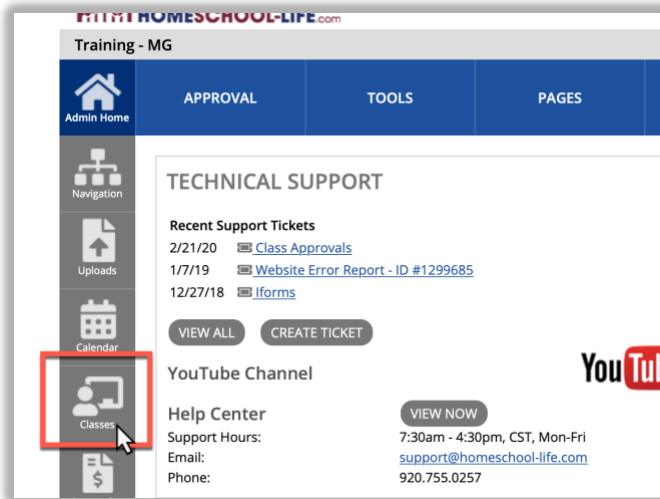 HOMESCHOOL-LIFE.com
Training - MG
Admin Home
APPROVAL
TOOLS
PAGES
Navigation
TECHNICAL SUPPORT
Recent Support Tickets
2/21/20 Class Approvals
Uploads
1/7/19 Website Error Report - ID #1299685
12/27/18 Iforms
VIEW ALL
CREATE TICKET
Calendar
YouTube Channel
You Tu
Classes
Help Center
VIEW NOW
Support Hours: 7:30am - 4:30pm, CST, Mon-Fri
Email: support@homeschool-life.com
Phone: 920.755.0257
$